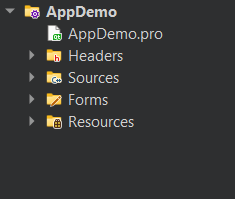 AppDemo
AppDemo.pro
Headers
Sources
Forms
Resources